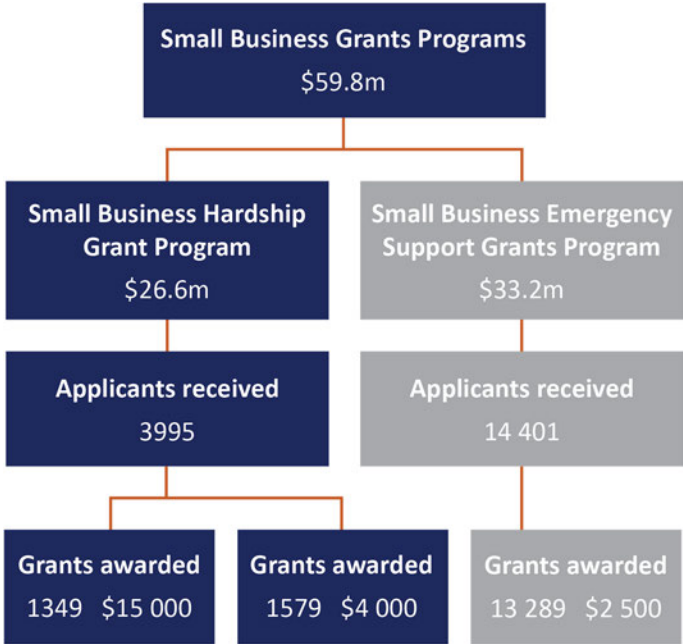 Small Business Grants Programs
$59.8m
Small Business Hardship
Grant Program
$26.6m
Small Business Emergency
Support Grants Program
$33.2m
Applicants received
3995
Applicants received
14 401
Grants awarded
1349 $15 000
Grants awarded
1579 $4 000
Grants awarded
13 289 $2 500